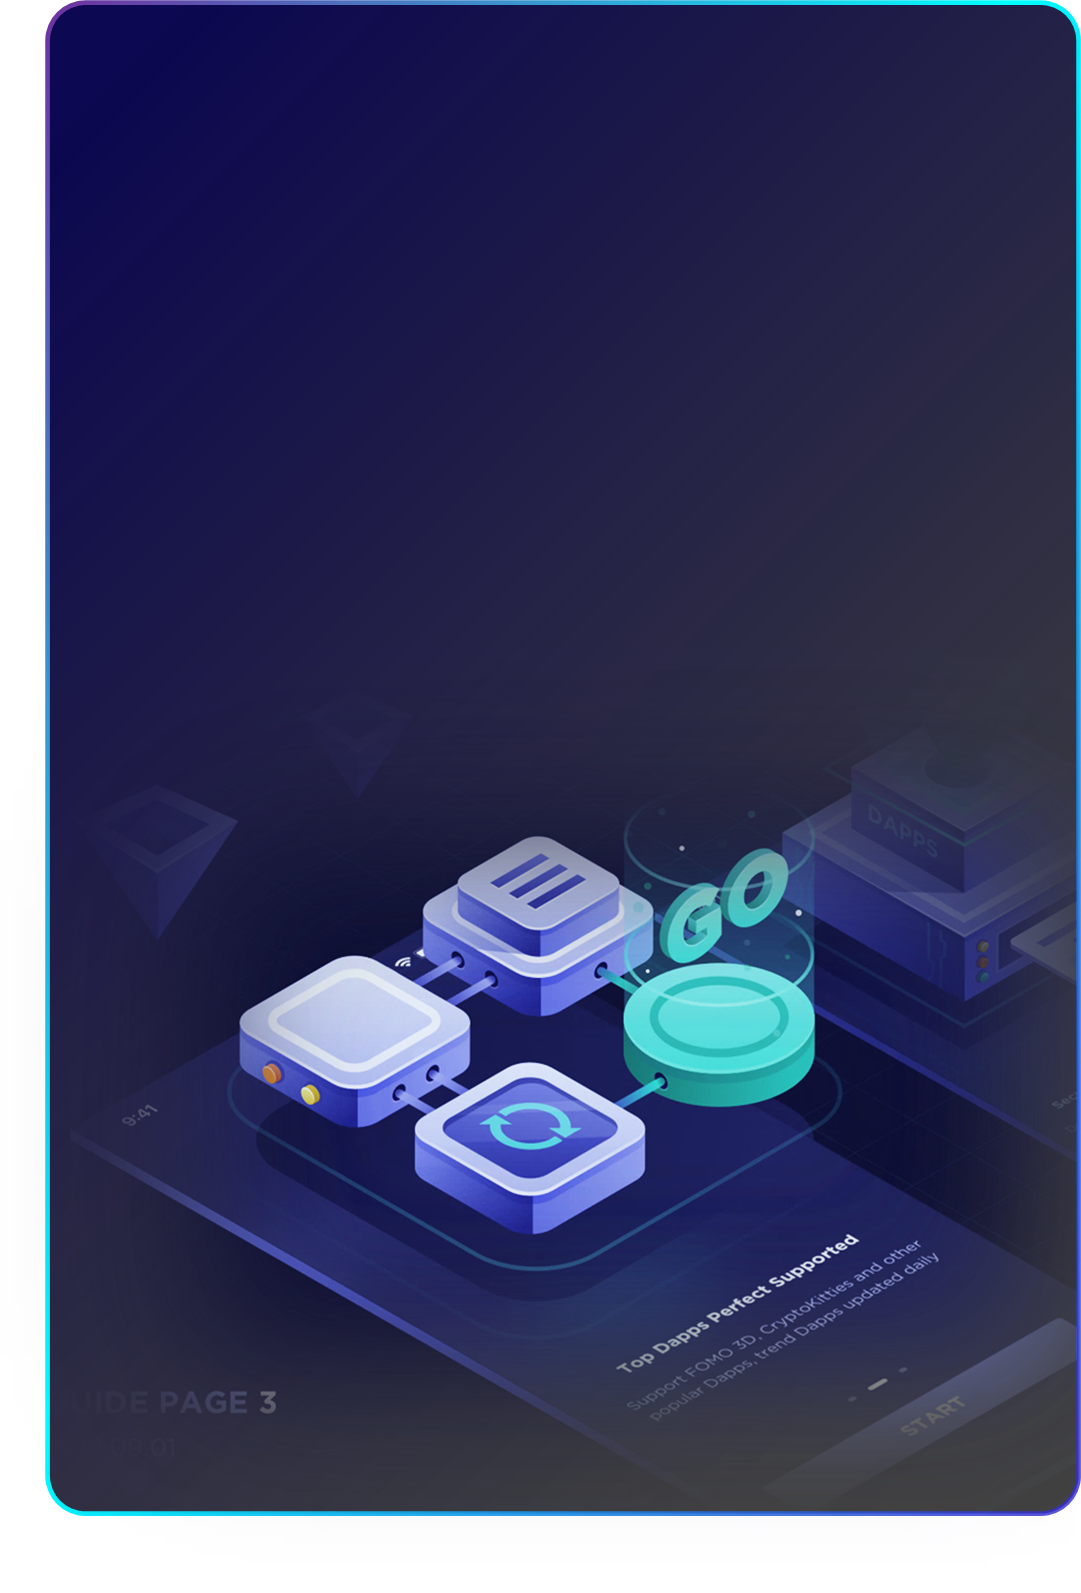 DAPPS
GO
9:41
Top Dapps Perfect Supported
Support FOMO 3D, CryptoKitties and other
popular Dapps, trend Dapps updated daily
START
UIDE PAGE 3